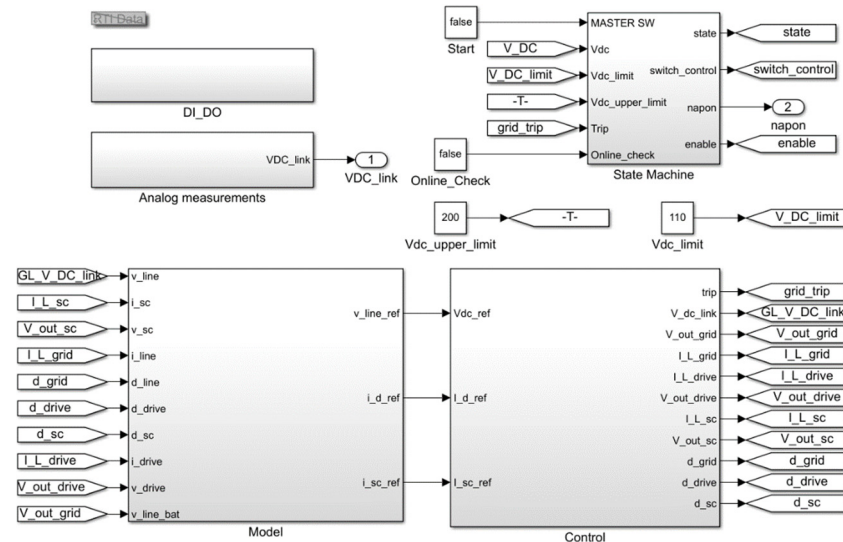 RTI Data
DI_DO
VDC_link
1
VDC_link
Analog measurements
false
Start
V_DC
V_DC_limit
-T-
grid_trip
false
Online_Check
MASTER SW
Vdc
Vdc_limit
Vdc_upper_limit
Trip
Online_check
state
switch_control
napon
enable
State Machine
state
switch_control
2
napon
enable
200
Vdc_upper_limit
-T-
110
Vdc_limit
V_DC_limit
GL_V_DC_link
I_L_sc
V_out_sc
I_L_grid
d_grid
d_drive
d_sc
I_L_drive
V_out_drive
V_out_grid
v_line
i_sc
v_sc
i_line
d_line
d_drive
d_sc
i_drive
v_drive
v_line_bat
v_line_ref
i_d_ref
i_sc_ref
Model
Vdc_ref
I_d_ref
I_sc_ref
trip
V_dc_link
V_out_grid
I_L_grid
I_L_drive
V_out_drive
I_L_sc
V_out_sc
d_grid
d_drive
d_sc
Control
grid_trip
GL_V_DC_link
V_out_grid
I_L_grid
I_L_drive
V_out_drive
I_L_sc
V_out_sc
d_grid
d_drive
d_sc